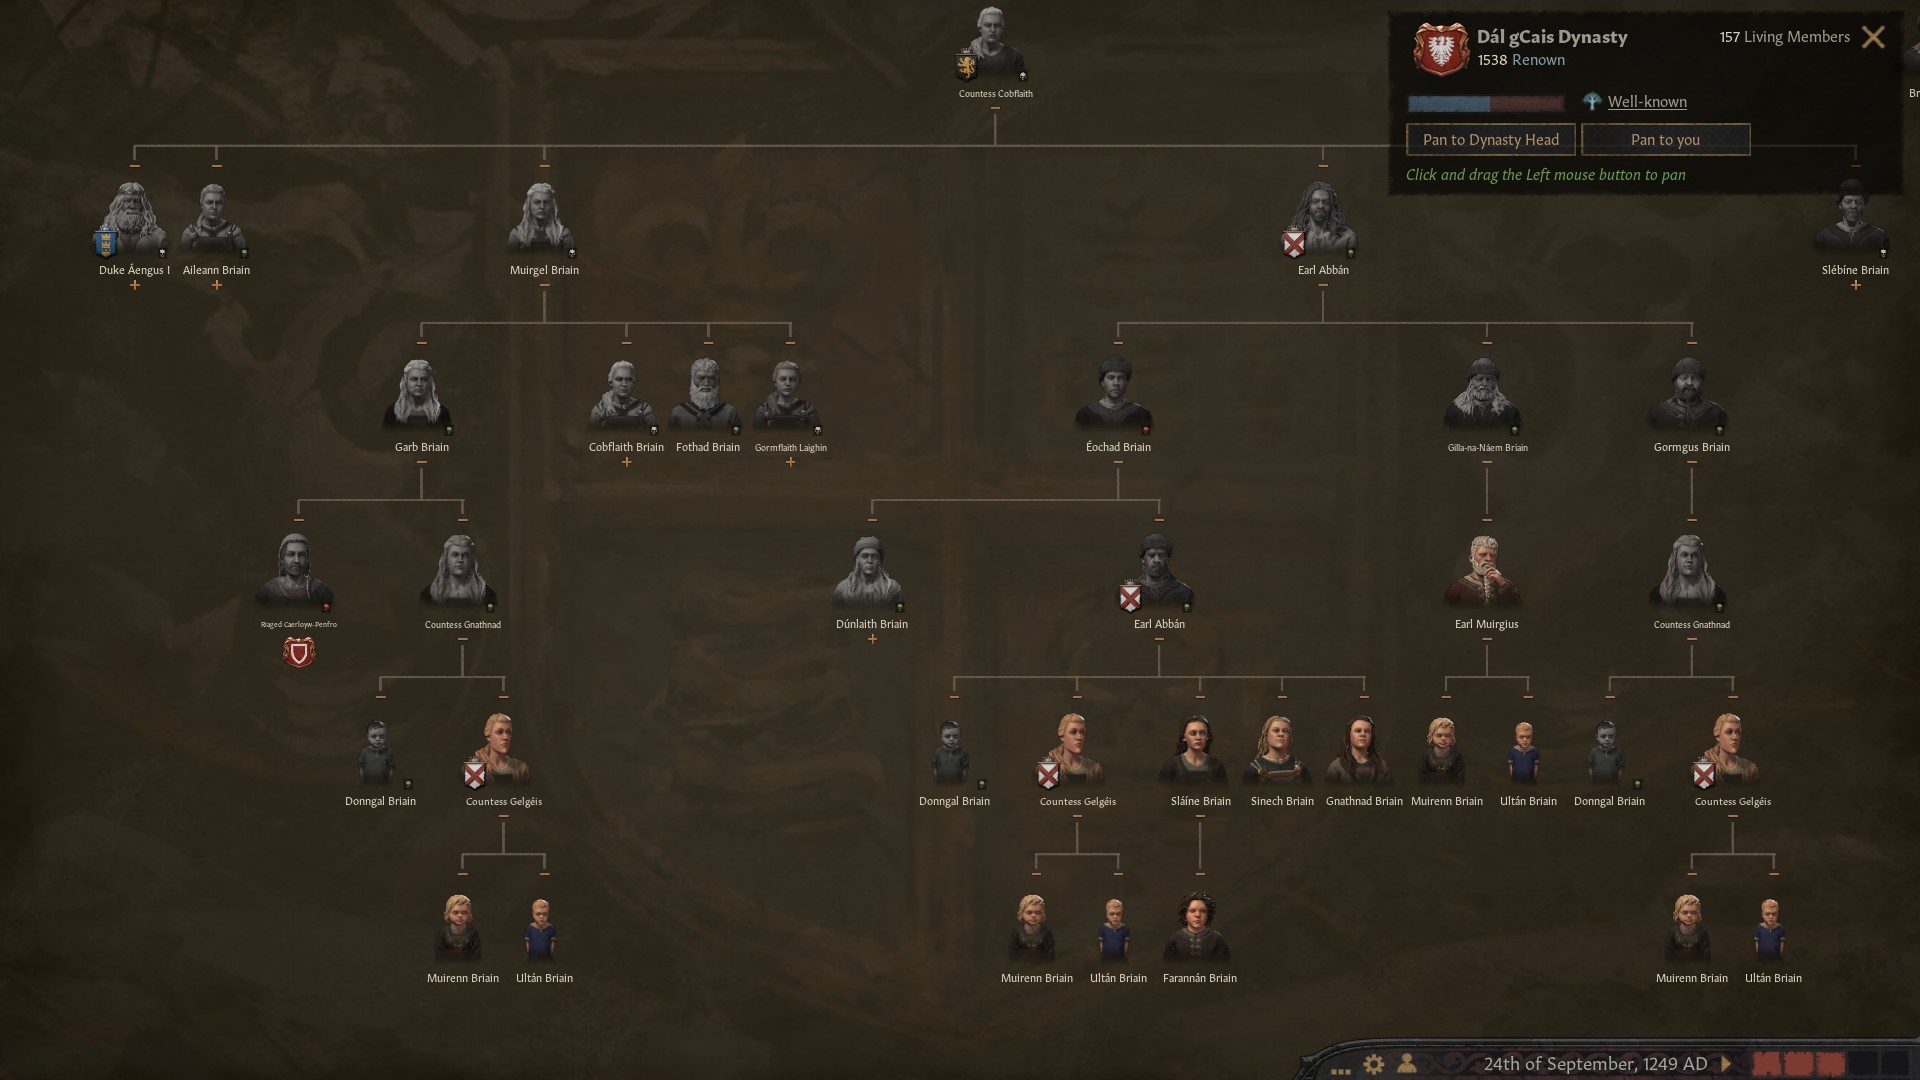 Countess Cobflaith
Dál gCais Dynasty
157 Living Members
1538 Renown
Br
Well-known
Pan to Dynasty Head
Pan to you
Click and drag the Left mouse button to pan
Duke Áengus I
Aileann Briain
Muirgel Briain
Earl Abbán
Slébíne Briain
Garb Briain
Cobflaith Briain
Fothad Briain
Gormflaith Laighin
Éochad Briain
Gilla-na-Náem Briain
Gormgus Briain
Riaged Caerloyw-Penfro
Countess Gnathnad
Dúnlaith Briain
Earl Abbán
Earl Muirgius
Countess Gnathnad
Donngal Briain
Countess Gelgéis
Donngal Briain
Countess Gelgéis
Sláine Briain
Sinech Briain
Gnathnad Briain
Muirenn Briain
Ultán Briain
Donngal Briain
Countess Gelgéis
Muirenn Briain
Ultán Briain
Muirenn Briain
Ultán Briain
Farannán Briain
Muirenn Briain
Ultán Briain
24th of September, 1249 AD